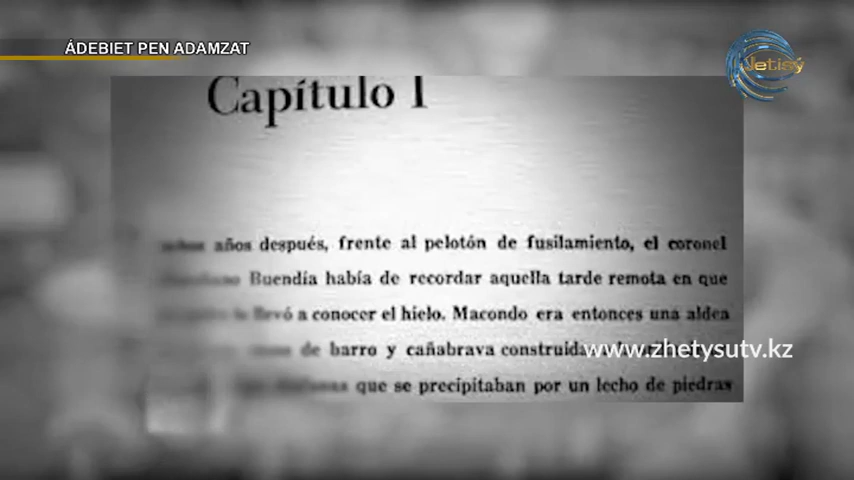 ÁDEBIET PEN ADAMZAT
Jetisý
Capítulo I
años después, frente al pelotón de fusilamiento, el coronel
Buendía había de recordar aquella tarde remota en que
llevó a conocer el hielo. Macondo era entonces una aldea
de barro y cañabrava
www.zhetysutv.kz
que se precipitaban por un lecho de piedras